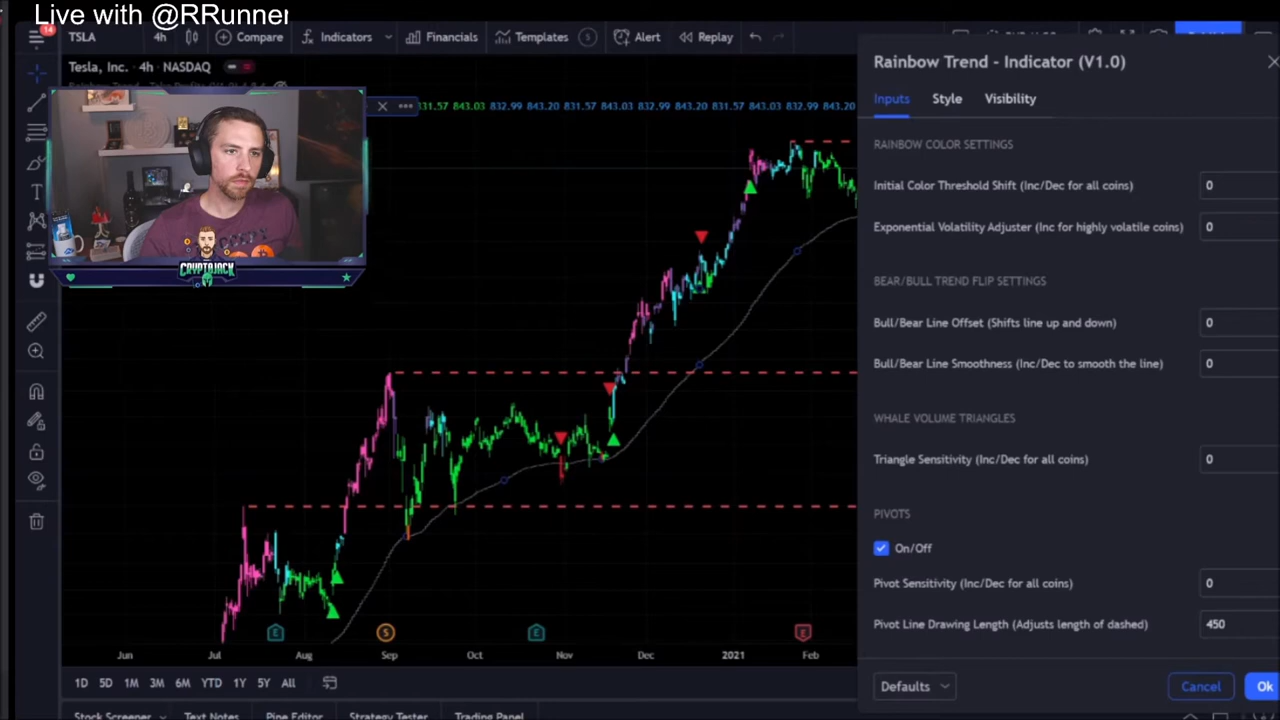 Live with @RRunner
14
TSLA
4h
Compare
Indicators
Financials
Templates
Alert
Replay
Tesla, Inc. · 4h · NASDAQ
831.57 843.03 832.99 843.20 831.57 843.03 832.99 843.20 831.57 843.03 832.99 843.20
CRYPTAJACK
Rainbow Trend - Indicator (V1.0)
Inputs
Style
Visibility
RAINBOW COLOR SETTINGS
Initial Color Threshold Shift (Inc/Dec for all coins)
0
Exponential Volatility Adjuster (Inc for highly volatile coins)
0
BEAR/BULL TREND FLIP SETTINGS
Bull/Bear Line Offset (Shifts line up and down)
0
Bull/Bear Line Smoothness (Inc/Dec to smooth the line)
0
WHALE VOLUME TRIANGLES
Triangle Sensitivity (Inc/Dec for all coins)
0
PIVOTS
On/Off
Pivot Sensitivity (Inc/Dec for all coins)
0
Pivot Line Drawing Length (Adjusts length of dashed)
450
Defaults
Cancel
Ok
E
S
E
E
Jun
Jul
Aug
Sep
Oct
Nov
Dec
2021
Feb
1D 5D 1M 3M 6M YTD 1Y 5Y All
Stock Screener
Text Notes
Pine Editor
Strategy Tester
Trading Panel